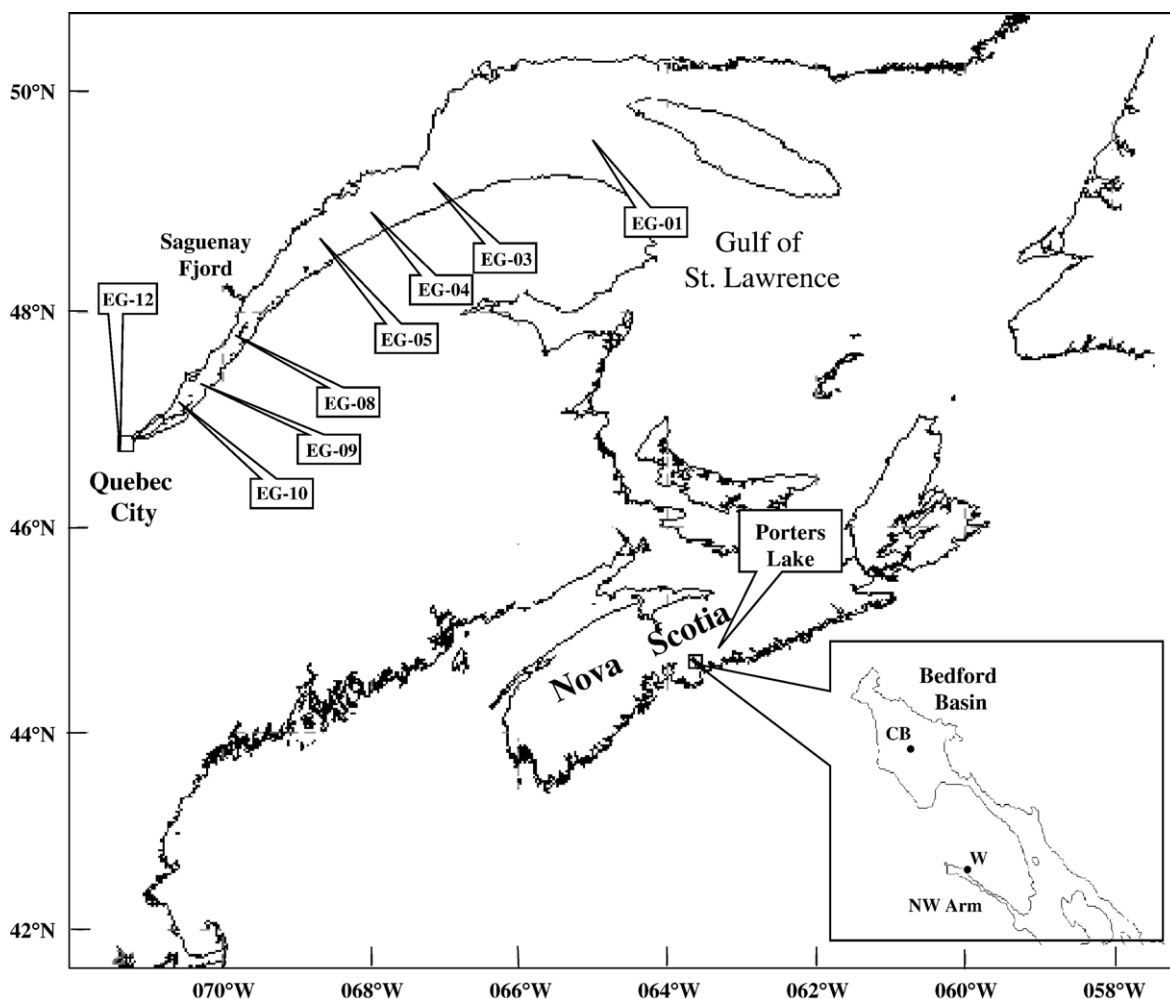 50°N
48°N
46°N
44°N
42°N
070°W
068°W
066°W
064°W
062°W
060°W
058°W
Saguenay
Fjord
EG-12
EG-01
EG-03
EG-04
EG-05
EG-08
EG-09
EG-10
Gulf of
St. Lawrence
Quebec
City
Porters
Lake
Nova Scotia
Bedford
Basin
CB
W
NW Arm